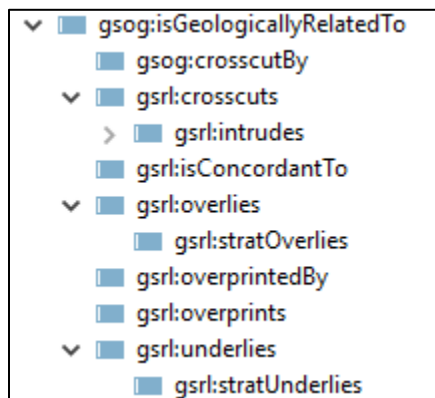 gsog:isGeologicallyRelatedTo
gsog:crosscutBy
gsrl:crosscuts
gsrl:intrudes
gsrl:isConcordantTo
gsrl:overlies
gsrl:stratOverlies
gsrl:overprintedBy
gsrl:overprints
gsrl:underlies
gsrl:stratUnderlies